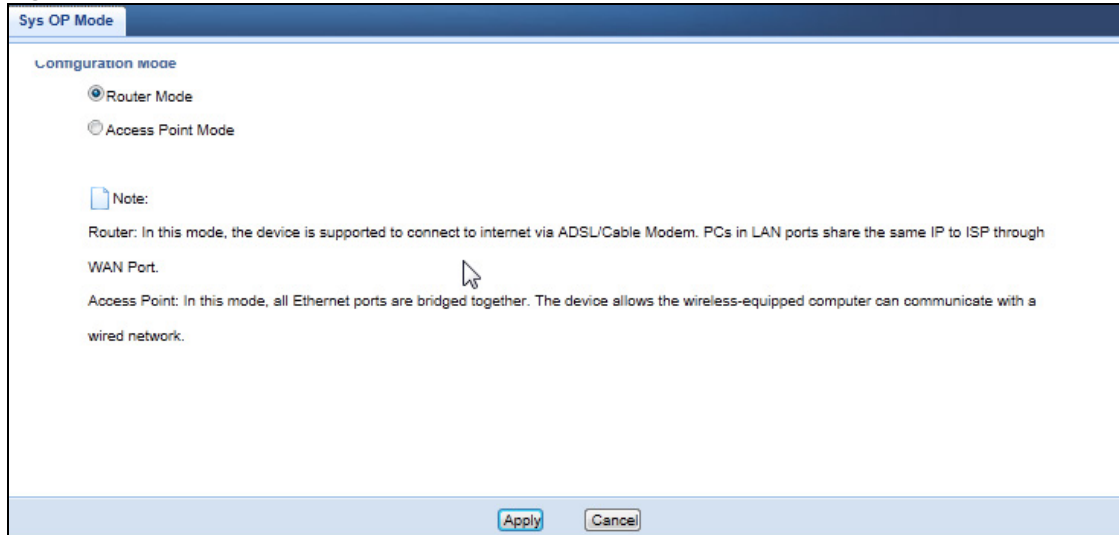 Sys OP Mode
Configuration Mode
Router Mode
Access Point Mode
Note:
Router: In this mode, the device is supported to connect to internet via ADSL/Cable Modem. PCs in LAN ports share the same IP to ISP through
WAN Port.
Access Point: In this mode, all Ethernet ports are bridged together. The device allows the wireless-equipped computer can communicate with a
wired network.
Apply Cancel